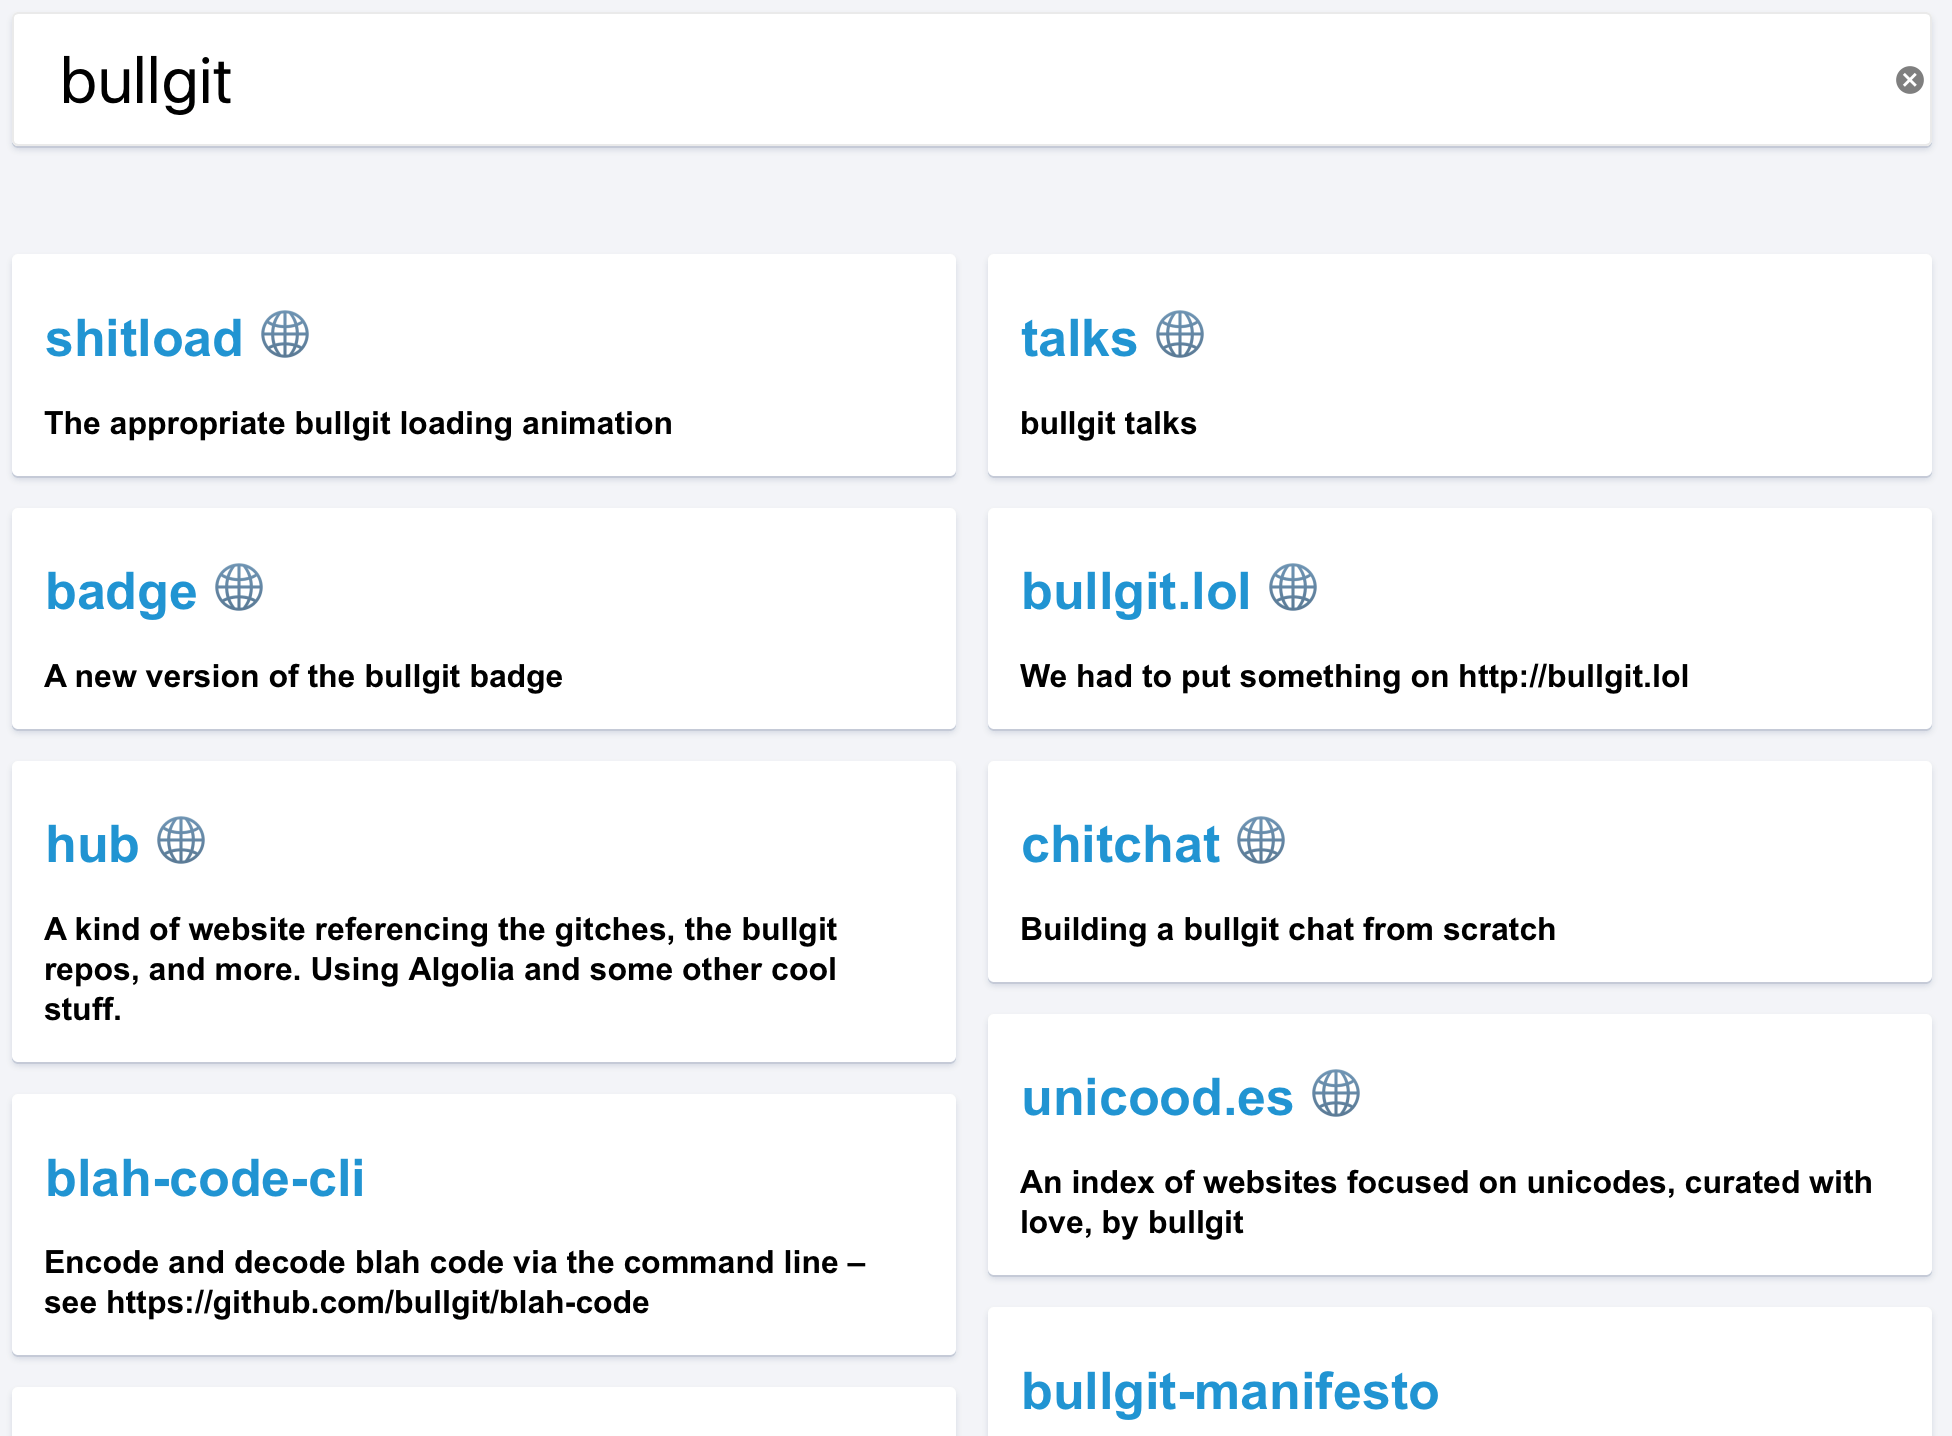 bullgit
shitload
The appropriate bullgit loading animation
talks
bullgit talks
badge
A new version of the bullgit badge
bullgit.lol
We had to put something on http://bullgit.lol
hub
A kind of website referencing the gitches, the bullgit
repos, and more. Using Algolia and some other cool
stuff.
chitchat
Building a bullgit chat from scratch
unicood.es
An index of websites focused on unicodes, curated with
love, by bullgit
blah-code-cli
Encode and decode blah code via the command line –
see https://github.com/bullgit/blah-code
bullgit-manifesto